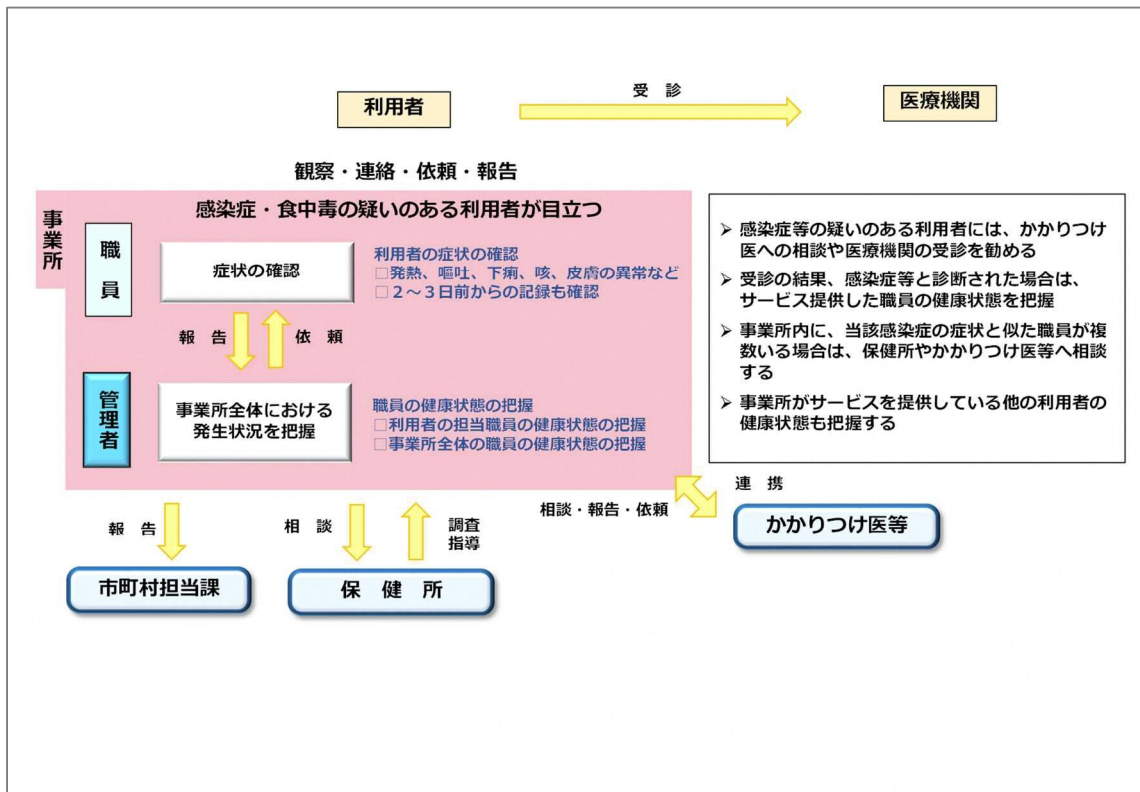 利用者
受 診
医療機関
観察・連絡・依頼・報告
事業所
感染症・食中毒の疑いのある利用者が目立つ
職員
症状の確認
利用者の症状の確認
□発熱、嘔吐、下痢、咳、皮膚の異常など
□２～３日前からの記録も確認
報 告
依 頼
管理者
事業所全体における
発生状況を把握
職員の健康状態の把握
□利用者の担当職員の健康状態の把握
□事業所全体の職員の健康状態の把握
➢ 感染症等の疑いのある利用者には、かかりつけ
医への相談や医療機関の受診を勧める
➢ 受診の結果、感染症等と診断された場合は、
サービス提供した職員の健康状態を把握
➢ 事業所内に、当該感染症の症状と似た職員が複
数いる場合は、保健所やかかりつけ医等へ相談
する
➢ 事業所がサービスを提供している他の利用者の
健康状態も把握する
報 告
相 談
調査
指導
相談・報告・依頼
連 携
かかりつけ医等
市町村担当課
保 健 所